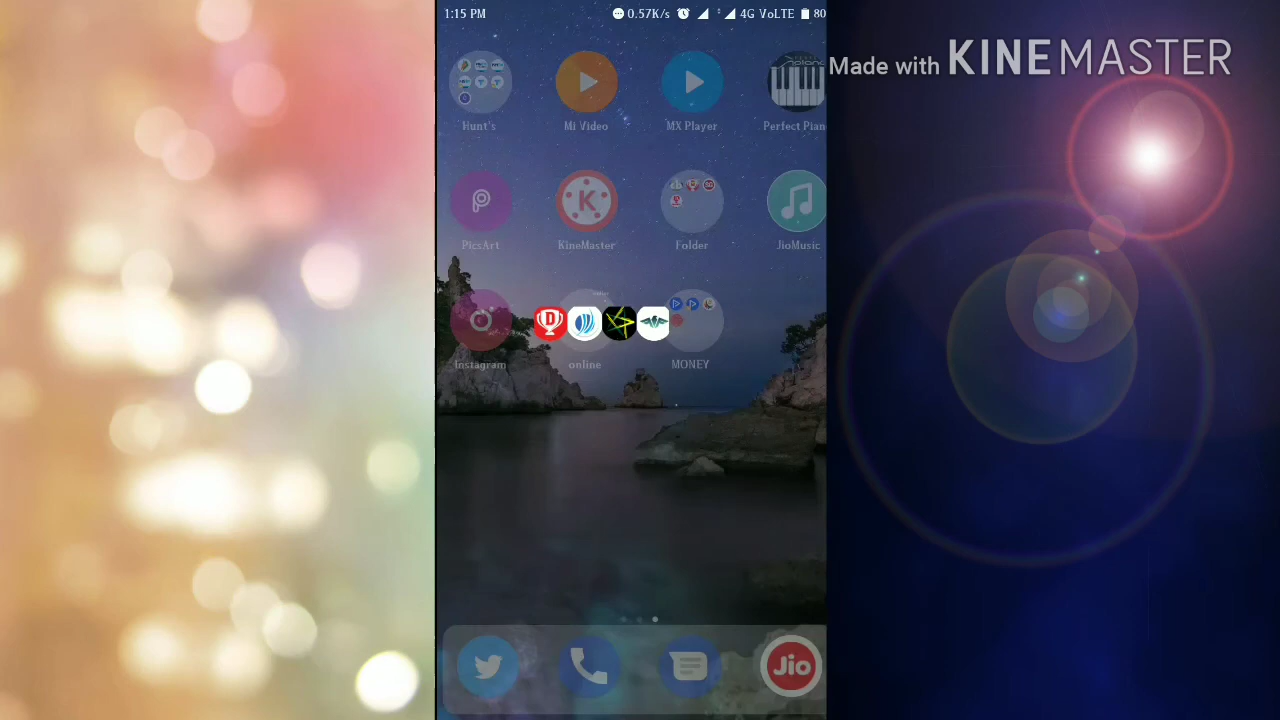 1:15 PM
0.57K/s
4G VoLTE
80
Made with KINEMASTER
Hunt's
Mi Video
MX Player
Perfect Pian
PicsArt
KineMaster
Folder
JioMusic
Instagram
online
MONEY
Jio